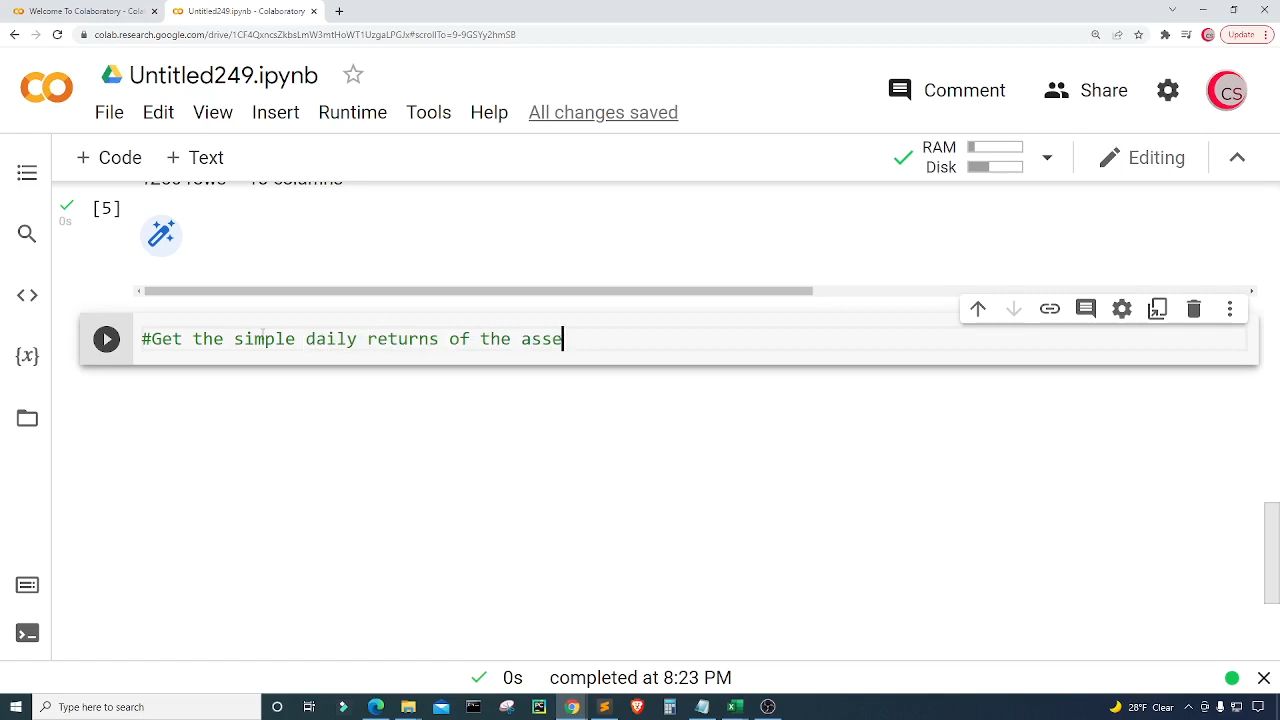 Welcome To Colaboratory - Colab
Untitled249.ipynb - Colaboratory
colab.research.google.com/drive/1CF4QxncsZkbsLmW3mtHoWT1UzgaLPGJx#scrollTo=9-9GSYy2hmSB
Update
Untitled249.ipynb
CO
File Edit View Insert Runtime Tools Help All changes saved
Comment
Share
CS
+ Code + Text
RAM
Disk
Editing
[5]
0s
#Get the simple daily returns of the asse
{x}
0s completed at 8:23 PM
Type here to search
28°F Clear